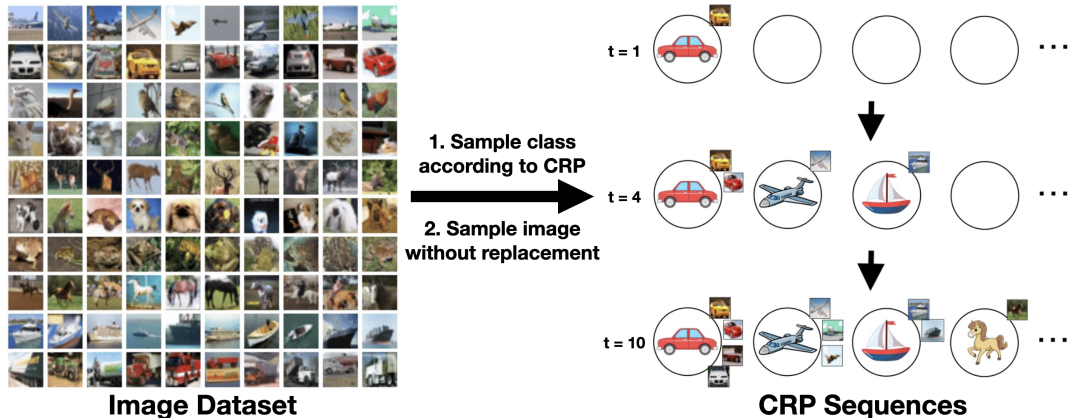 t = 1
...
1. Sample class
according to CRP
2. Sample image
without replacement
t = 4
...
t = 10
...
Image Dataset
CRP Sequences